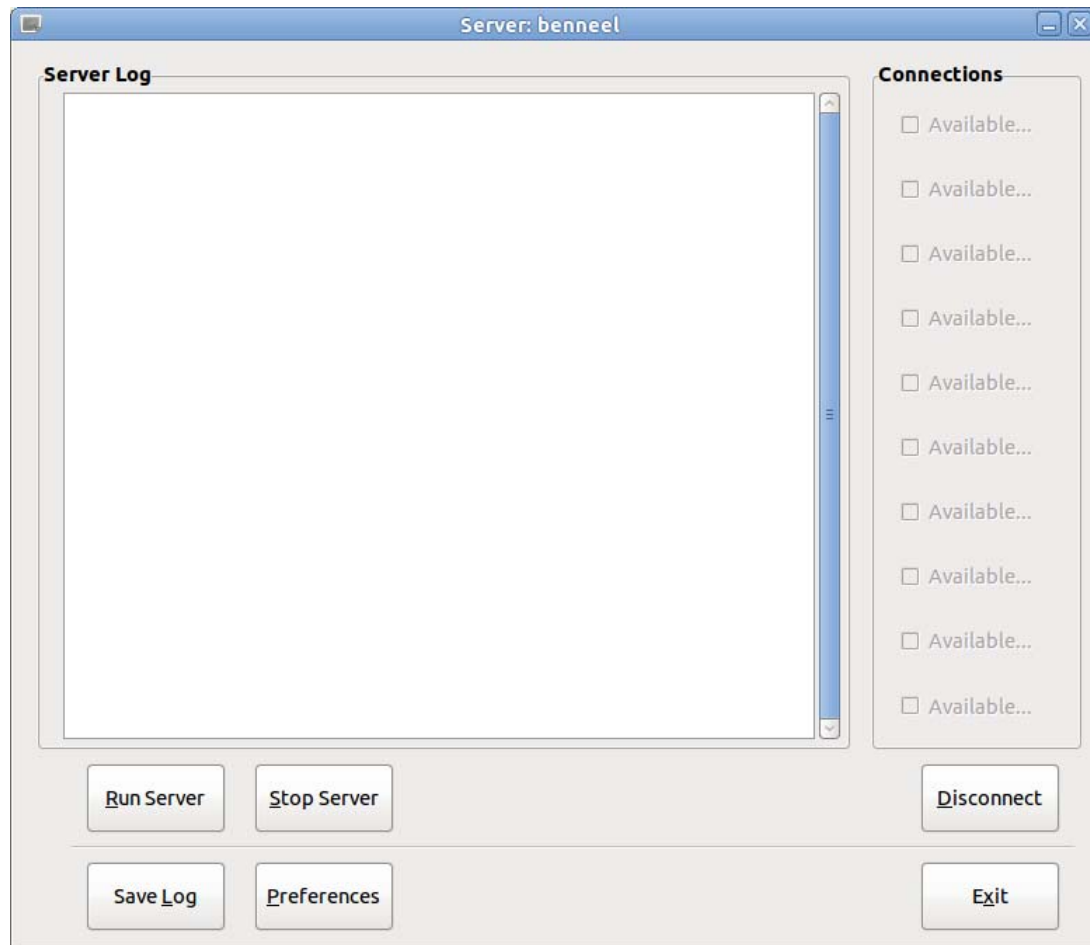 Server: benneel
Server Log
Connections
Available...
Available...
Available...
Available...
Available...
Available...
Available...
Available...
Available...
Available...
Run Server
Stop Server
Disconnect
Save Log
Preferences
Exit